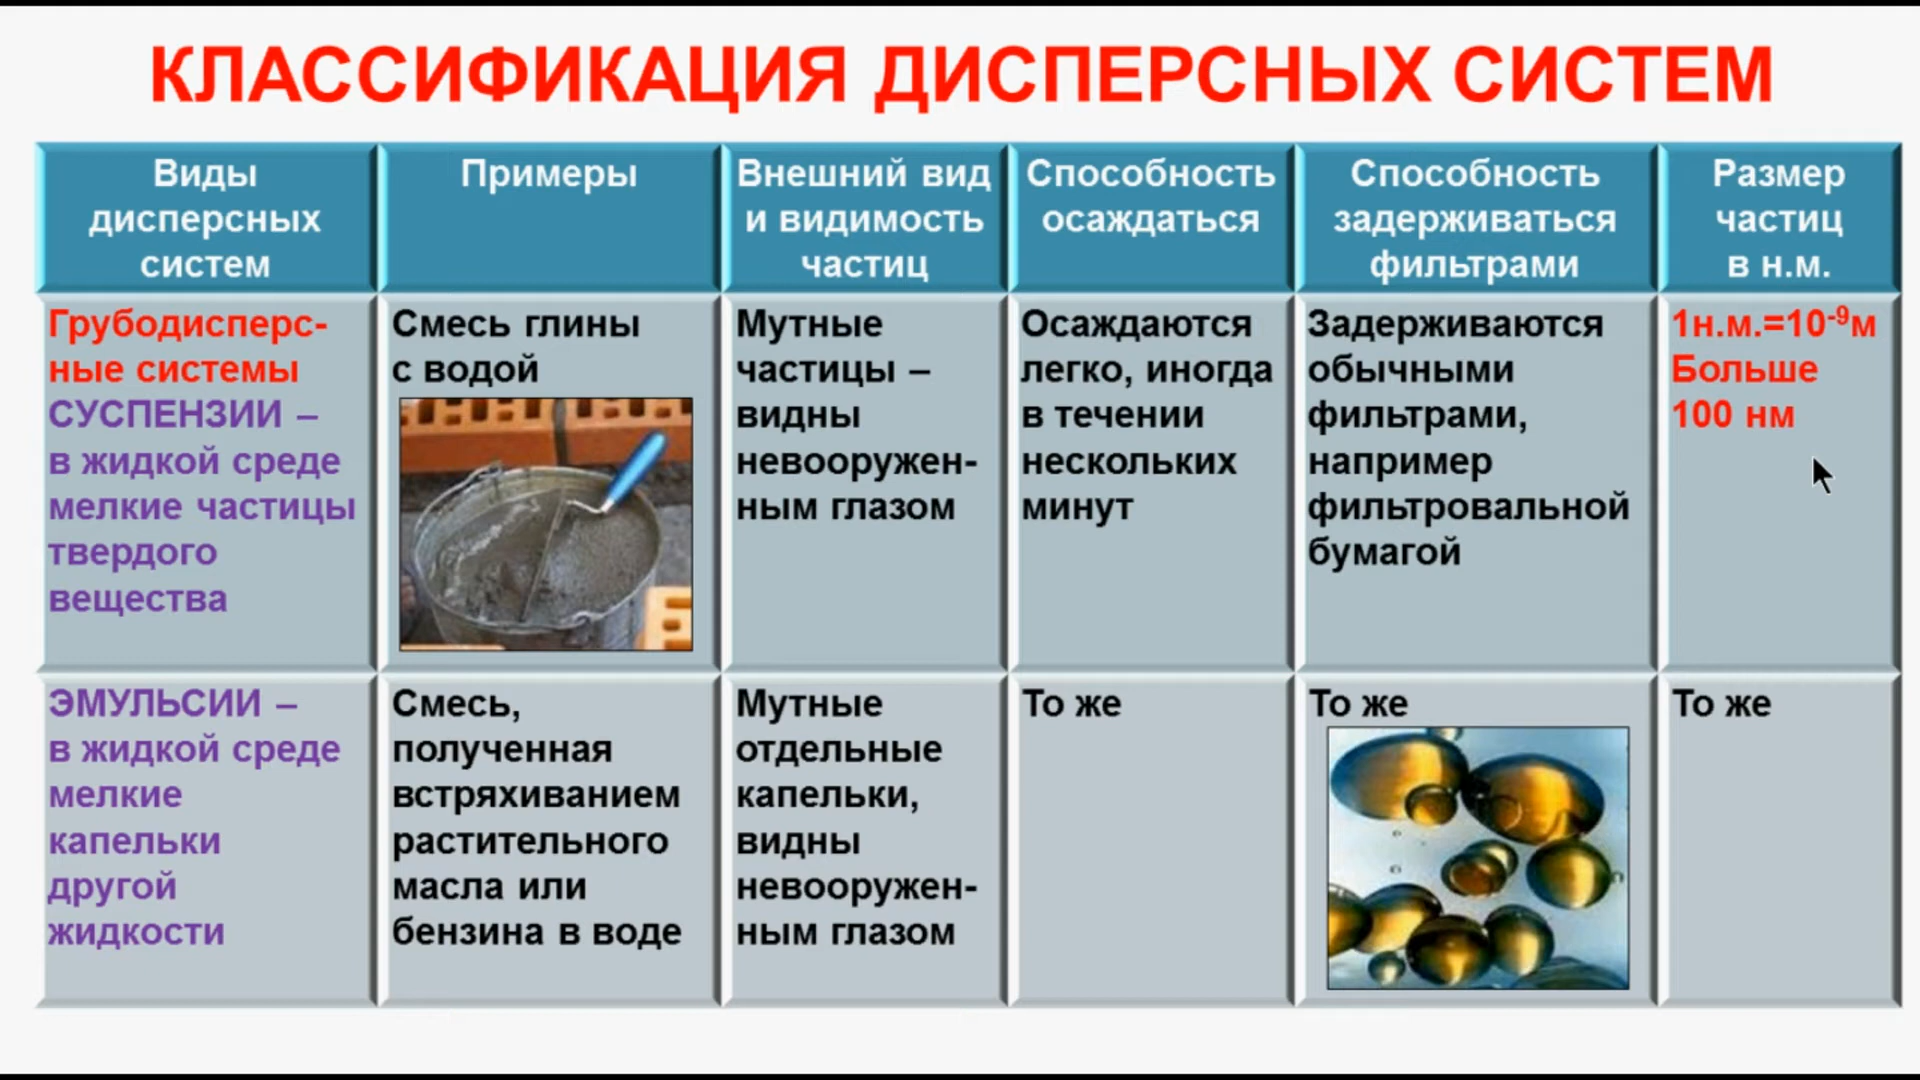 КЛАССИФИКАЦИЯ ДИСПЕРСНЫХ СИСТЕМ
Виды
дисперсных
систем
Примеры
Внешний вид
и видимость
частиц
Способность
осаждаться
Способность
задерживаться
фильтрами
Размер
частиц
в н.м.
Грубодисперс-
ные системы
СУСПЕНЗИИ –
в жидкой среде
мелкие частицы
твердого
вещества
Смесь глины
с водой
Мутные
частицы –
видны
невооружен-
ным глазом
Осаждаются
легко, иногда
в течении
нескольких
минут
Задерживаются
обычными
фильтрами,
например
фильтровальной
бумагой
1н.м.=10⁻⁹м
Больше
100 нм
ЭМУЛЬСИИ –
в жидкой среде
мелкие
капельки
другой
жидкости
Смесь,
полученная
встряхиванием
растительного
масла или
бензина в воде
Мутные
отдельные
капельки,
видны
невооружен-
ным глазом
То же
То же
То же